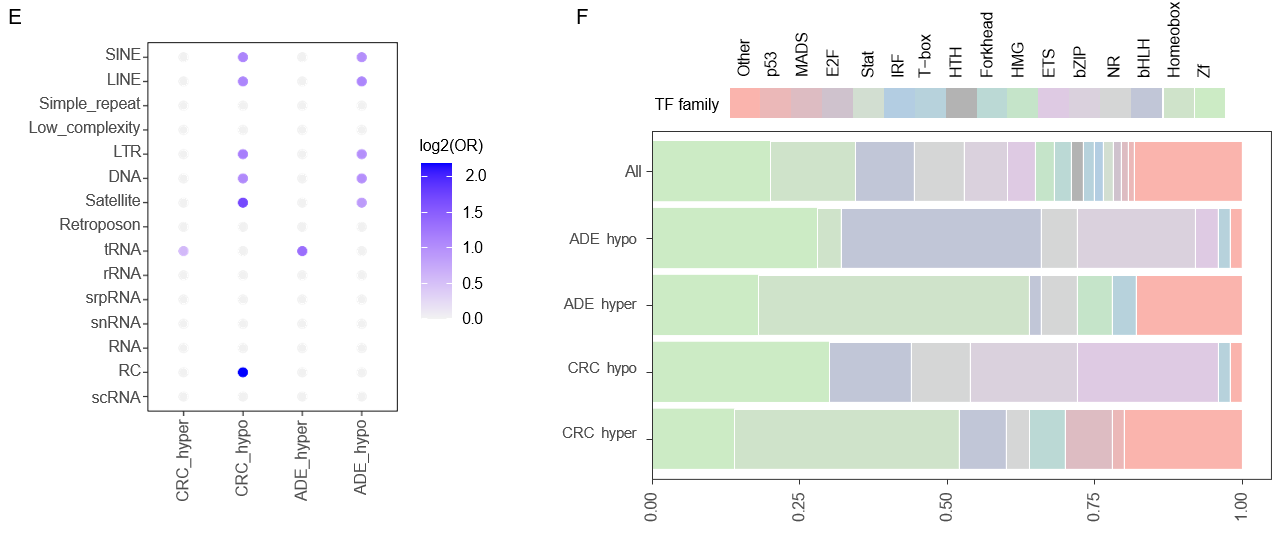 E
SINE
LINE
Simple_repeat
Low_complexity
LTR
DNA
Satellite
Retroposon
tRNA
rRNA
srpRNA
snRNA
RNA
RC
scRNA
CRC_hyper
CRC_hypo
ADE_hyper
ADE_hypo
log2(OR)
2.0
1.5
1.0
0.5
0.0
F
Other
p53
MADS
E2F
Stat
IRF
T-box
HTH
Forkhead
HMG
ETS
bZIP
NR
bHLH
Homeobox
Zf
TF family
All
ADE hypo
ADE hyper
CRC hypo
CRC hyper
0.00
0.25
0.50
0.75
1.00